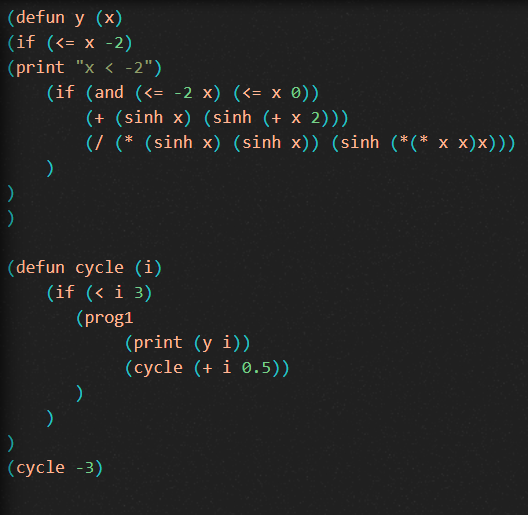 (defun y (x)
(if (<= x -2)
(print "x < -2")
    (if (and (<= -2 x) (<= x 0))
        (+ (sinh x) (sinh (+ x 2)))
        (/ (* (sinh x) (sinh x)) (sinh (*(* x x)x)))
    )
)
)

(defun cycle (i)
    (if (< i 3)
       (prog1
            (print (y i))
            (cycle (+ i 0.5))
       )
    )
)
(cycle -3)